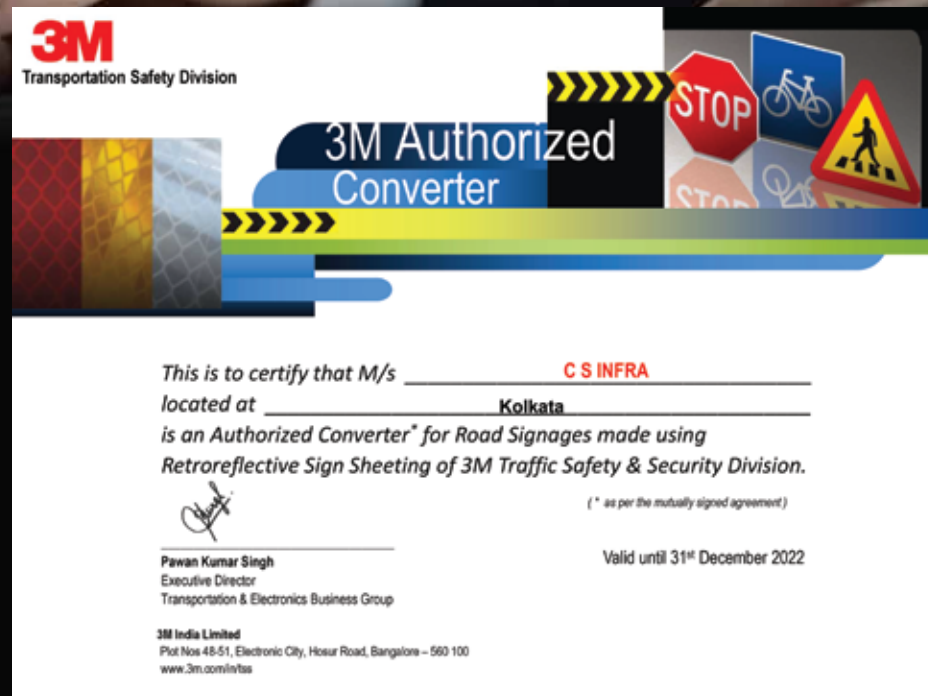 3M
Transportation Safety Division
STOP
3M Authorized
Converter
This is to certify that M/s C S INFRA
located at Kolkata
is an Authorized Converter* for Road Signages made using
Retroreflective Sign Sheeting of 3M Traffic Safety & Security Division.
( * as per the mutually signed agreement )
Pawan Kumar Singh
Executive Director
Transportation & Electronics Business Group
Valid until 31st December 2022
3M India Limited
Plot Nos 48-51, Electronic City, Hosur Road, Bangalore – 560 100
www.3m.com/in/tss